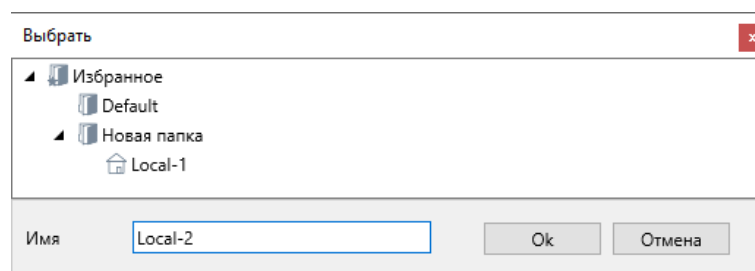 Выбрать
x
Избранное
Default
Новая папка
Local-1
Имя Local-2 Ok Отмена